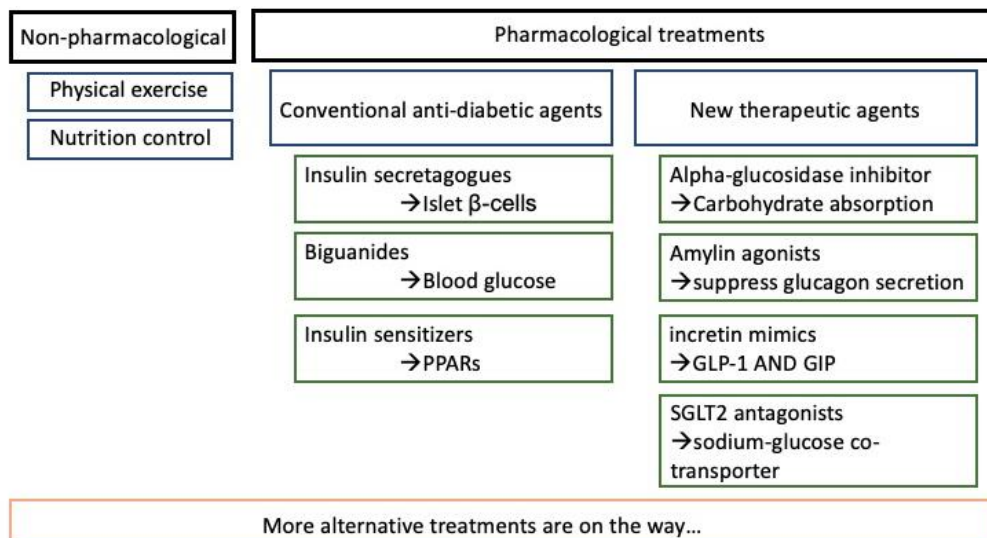 Non-pharmacological
Physical exercise
Nutrition control
Pharmacological treatments
Conventional anti-diabetic agents
Insulin secretagogues
→Islet β-cells
Biguanides
→Blood glucose
Insulin sensitizers
→PPARs
New therapeutic agents
Alpha-glucosidase inhibitor
→Carbohydrate absorption
Amylin agonists
→suppress glucagon secretion
incretin mimics
→GLP-1 AND GIP
SGLT2 antagonists
→sodium-glucose co-
transporter
More alternative treatments are on the way…